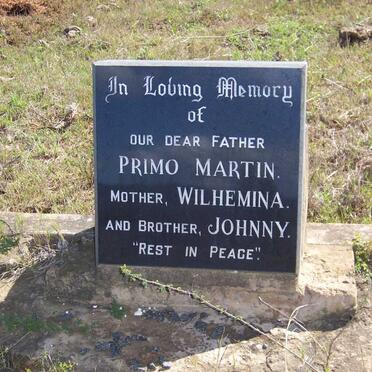 In Loving Memory
of
OUR DEAR FATHER
PRIMO MARTIN.
MOTHER, WILHEMINA.
AND BROTHER, JOHNNY.
"REST IN PEACE".